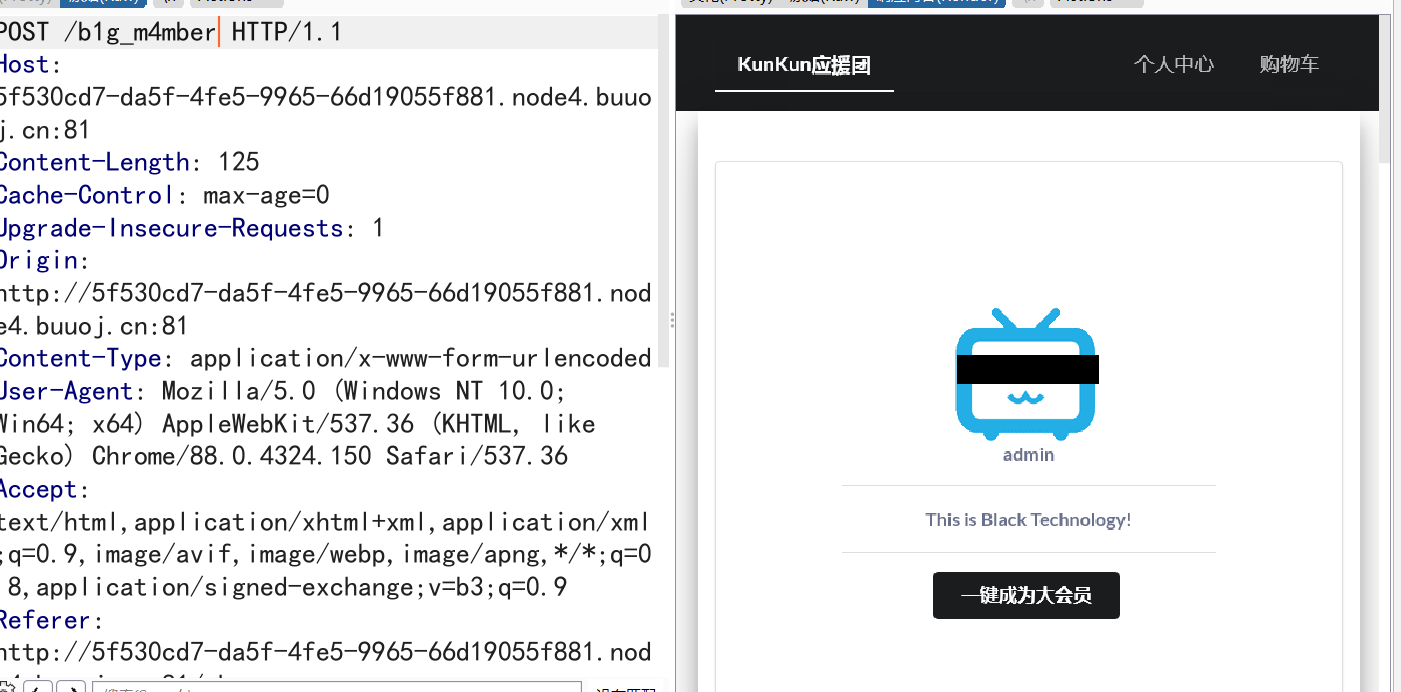 POST /b1g_m4mber HTTP/1.1
Host:
5f530cd7-da5f-4fe5-9965-66d19055f881.node4.buuo
j.cn:81
Content-Length: 125
Cache-Control: max-age=0
Upgrade-Insecure-Requests: 1
Origin:
http://5f530cd7-da5f-4fe5-9965-66d19055f881.nod
e4.buuoj.cn:81
Content-Type: application/x-www-form-urlencoded
User-Agent: Mozilla/5.0 (Windows NT 10.0;
Win64; x64) AppleWebKit/537.36 (KHTML, like
Gecko) Chrome/88.0.4324.150 Safari/537.36
Accept:
text/html,application/xhtml+xml,application/xml
;q=0.9,image/avif,image/webp,image/apng,*/*;q=0
.8,application/signed-exchange;v=b3;q=0.9
Referer:
http://5f530cd7-da5f-4fe5-9965-66d19055f881.nod
KunKun应援团
个人中心
购物车
admin
This is Black Technology!
一键成为大会员